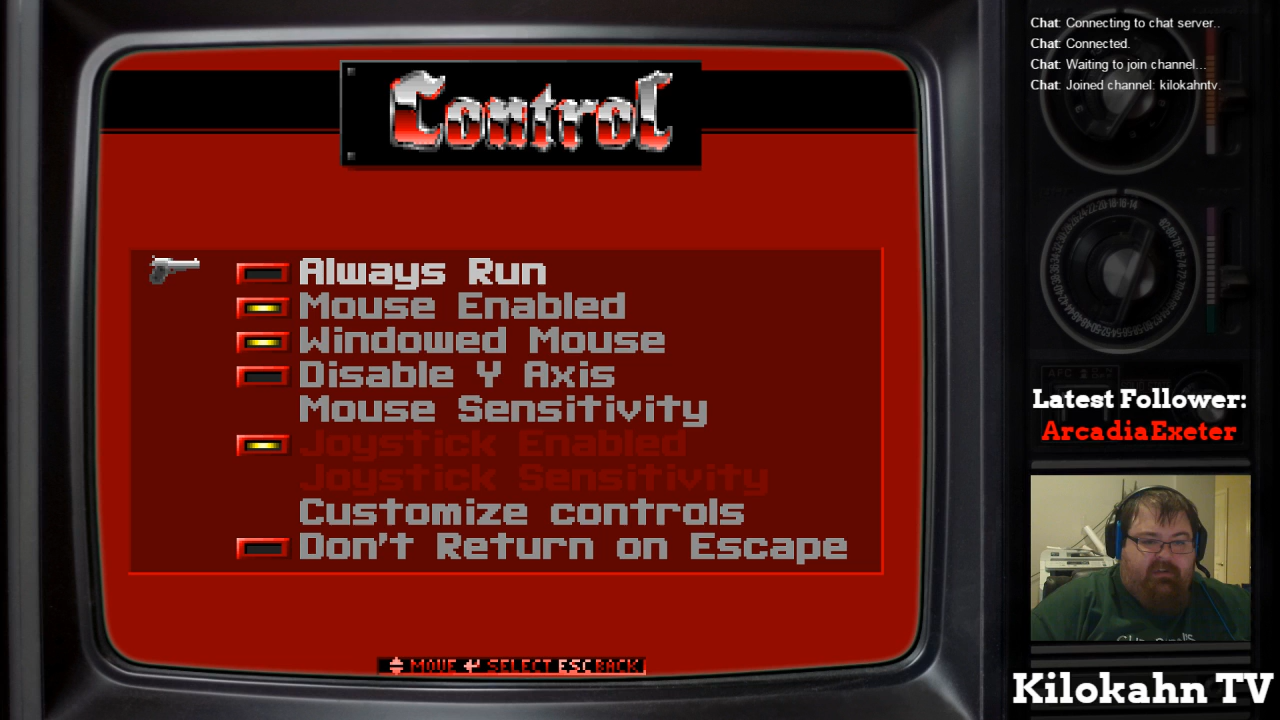 Control
Always Run
Mouse Enabled
Windowed Mouse
Disable Y Axis
Mouse Sensitivity
Joystick Enabled
Joystick Sensitivity
Customize controls
Don't Return on Escape
MOVE SELECT ESC BACK
Chat: Connecting to chat server..
Chat: Connected.
Chat: Waiting to join channel...
Chat: Joined channel: kilokahntv.
AFC
Latest Follower:
ArcadiaExeter
Kilokahn TV